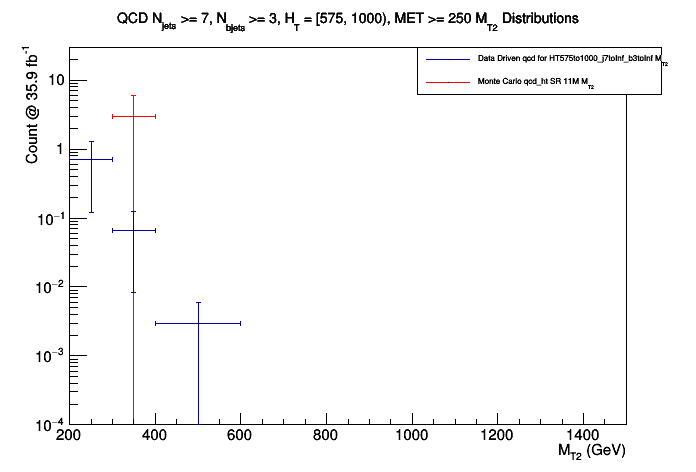 QCD N_jets >= 7, N_bjets >= 3, H_T = [575, 1000), MET >= 250 M_T2 Distributions
Data Driven qcd for HT575to1000_j7toInf_b3toInf M_T2
Monte Carlo qcd_ht SR 11M M_T2
Count @ 35.9 fb^-1
10
1
10^-1
10^-2
10^-3
10^-4
200 400 600 800 1000 1200 1400
M_T2 (GeV)